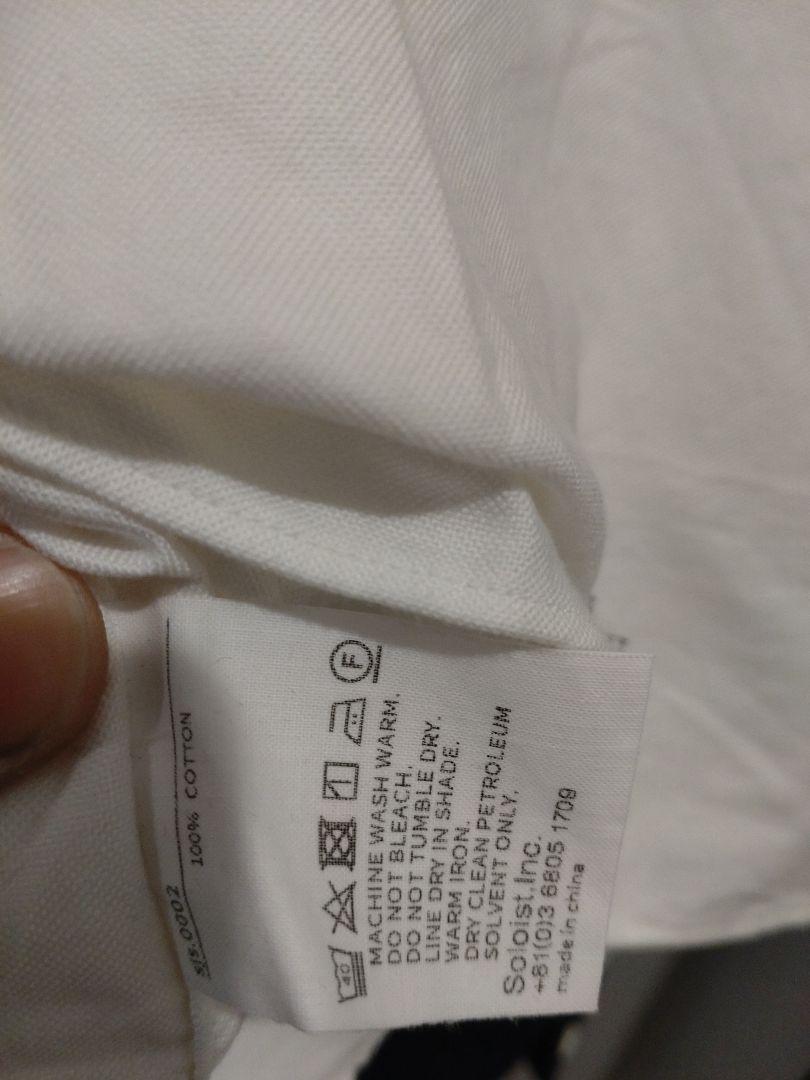 s/s.0002
100% COTTON
40
F
MACHINE WASH WARM.
DO NOT BLEACH.
DO NOT TUMBLE DRY.
LINE DRY IN SHADE.
WARM IRON.
DRY CLEAN PETROLEUM
SOLVENT ONLY.
Soloist.Inc.
+81(0)3 6805 1709
made in china